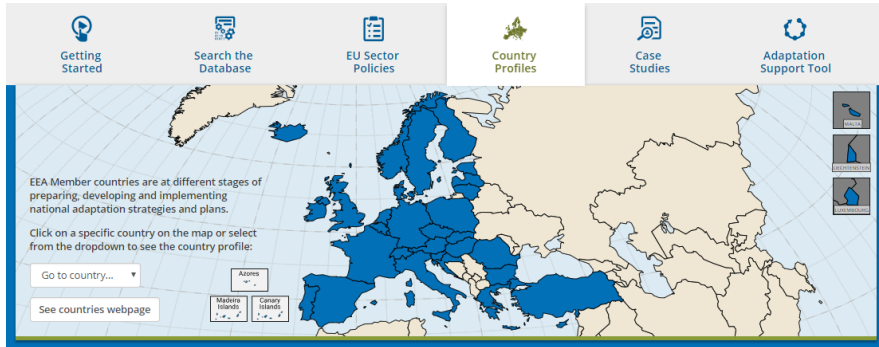 Getting
Started
Search the
Database
EU Sector
Policies
Country
Profiles
Case
Studies
Adaptation
Support Tool
EEA Member countries are at different stages of
preparing, developing and implementing
national adaptation strategies and plans.
Click on a specific country on the map or select
from the dropdown to see the country profile:
Go to country...
See countries webpage
Azores
Madeira
Islands
Canary
Islands
MALTA
LIECHTENSTEIN
LUXEMBOURG